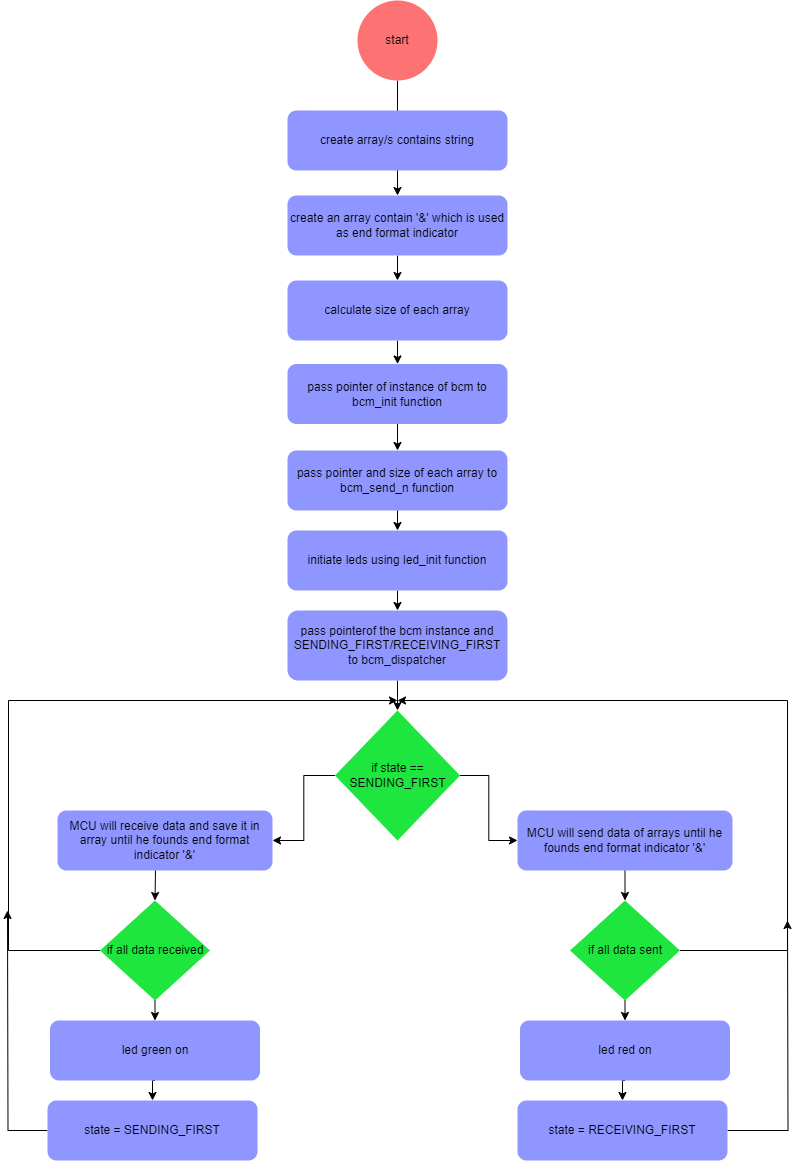 start
create array/s contains string
create an array contain '&' which is used
as end format indicator
calculate size of each array
pass pointer of instance of bcm to
bcm_init function
pass pointer and size of each array to
bcm_send_n function
initiate leds using led_init function
pass pointerof the bcm instance and
SENDING_FIRST/RECEIVING_FIRST
to bcm_dispatcher
if state ==
SENDING_FIRST
MCU will receive data and save it in
array until he founds end format
indicator '&'
MCU will send data of arrays until he
founds end format indicator '&'
if all data received
if all data sent
led green on
led red on
state = SENDING_FIRST
state = RECEIVING_FIRST